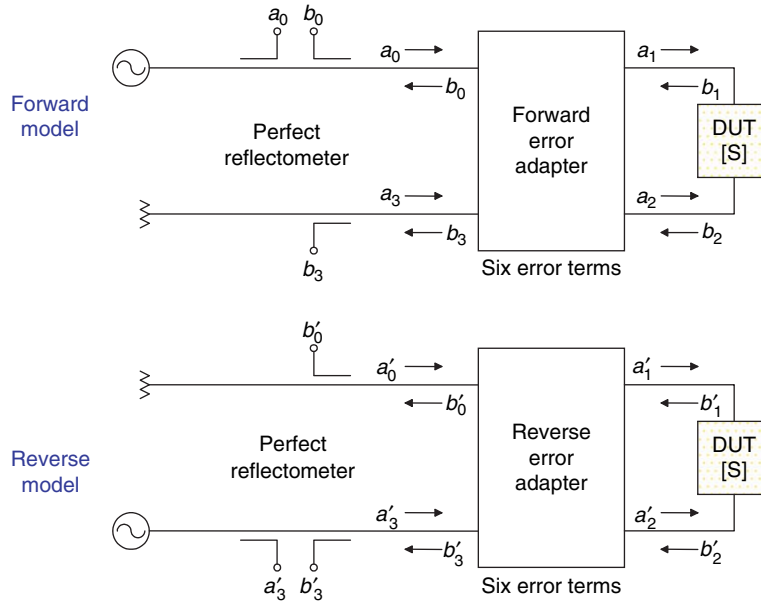 a₀ b₀
a₀
b₀
a₁
b₁
Forward
model
Perfect
reflectometer
Forward
error
adapter
DUT
[S]
a₃
b₃
a₂
b₂
b₃
Six error terms
b′₀
a′₀
b′₀
a′₁
b′₁
Reverse
model
Perfect
reflectometer
Reverse
error
adapter
DUT
[S]
a′₃
b′₃
a′₂
b′₂
a′₃ b′₃
Six error terms